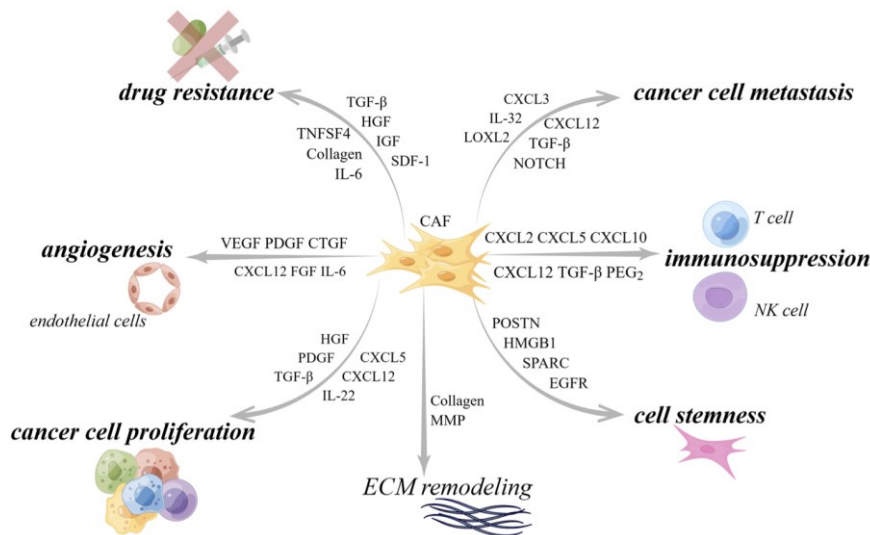 drug resistance
TGF-β
HGF
TNFSF4
IGF
Collagen
SDF-1
IL-6
cancer cell metastasis
CXCL3
IL-32
CXCL12
LOXL2
TGF-β
NOTCH
CAF
angiogenesis
VEGF PDGF CTGF
CXCL12 FGF IL-6
endothelial cells
CXCL2 CXCL5 CXCL10
CXCL12 TGF-β PEG₂
T cell
immunosuppression
NK cell
HGF
PDGF
CXCL5
TGF-β
CXCL12
IL-22
cancer cell proliferation
Collagen
MMP
ECM remodeling
POSTN
HMGB1
SPARC
EGFR
cell stemness